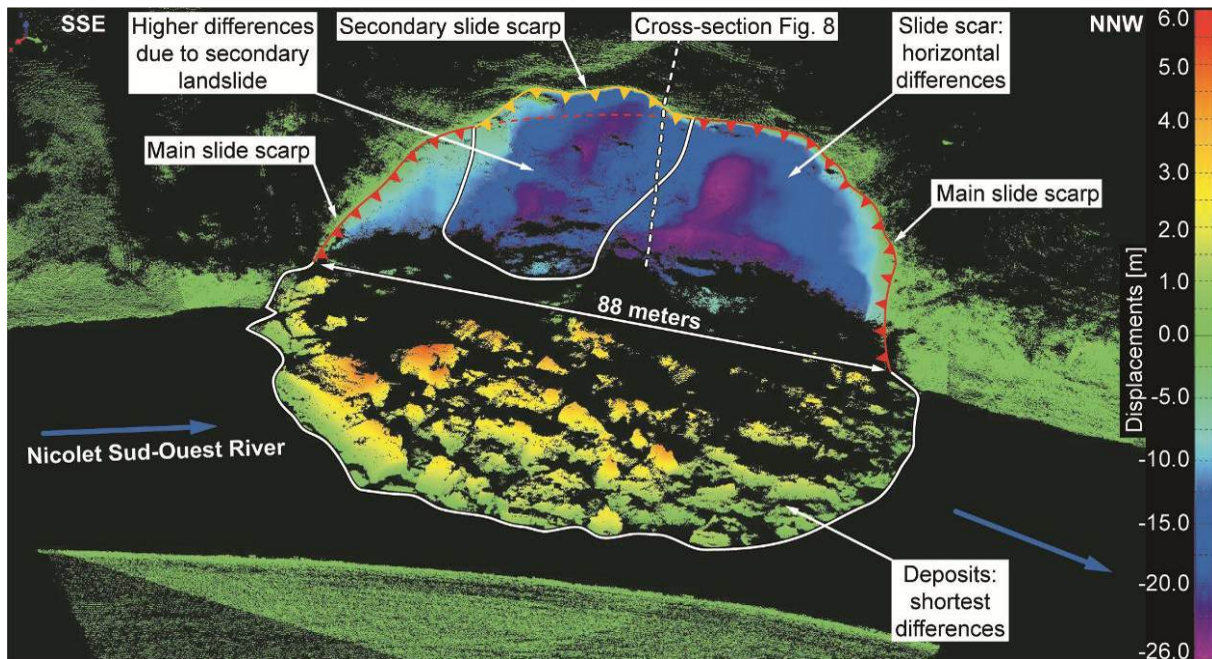 SSE
Higher differences
due to secondary
landslide
Secondary slide scarp
Cross-section Fig. 8
Slide scar:
horizontal
differences
NNW
Main slide scarp
Main slide scarp
88 meters
Nicolet Sud-Ouest River
Deposits:
shortest
differences
Displacements [m]
6.0
5.0
4.0
3.0
2.0
1.0
0.0
-5.0
-10.0
-15.0
-20.0
-26.0